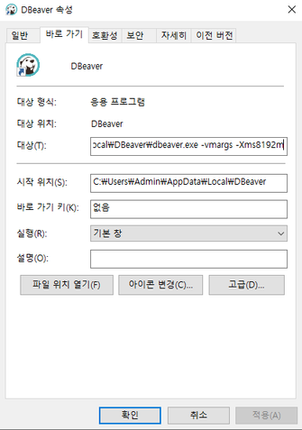 DBeaver 속성
일반
바로 가기
호환성
보안
자세히
이전 버전
DBeaver
대상 형식:
응용 프로그램
대상 위치:
DBeaver
대상(T):
ocal\DBeaver\dbeaver.exe -vmargs -Xms8192m
시작 위치(S):
C:\Users\Admin\AppData\Local\DBeaver
바로 가기 키(K):
없음
실행(R):
기본 창
설명(O):
파일 위치 열기(F)
아이콘 변경(C)...
고급(D)...
확인
취소
적용(A)